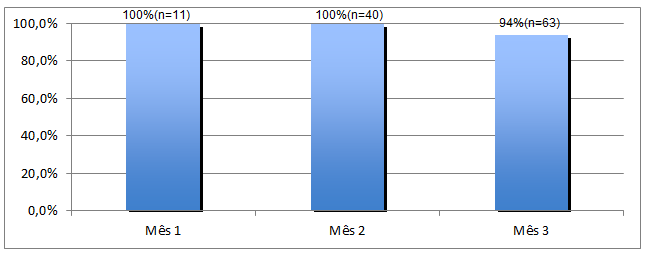 100%(n=11)
100%(n=40)
94%(n=63)
100,0%
80,0%
60,0%
40,0%
20,0%
0,0%
Mês 1
Mês 2
Mês 3